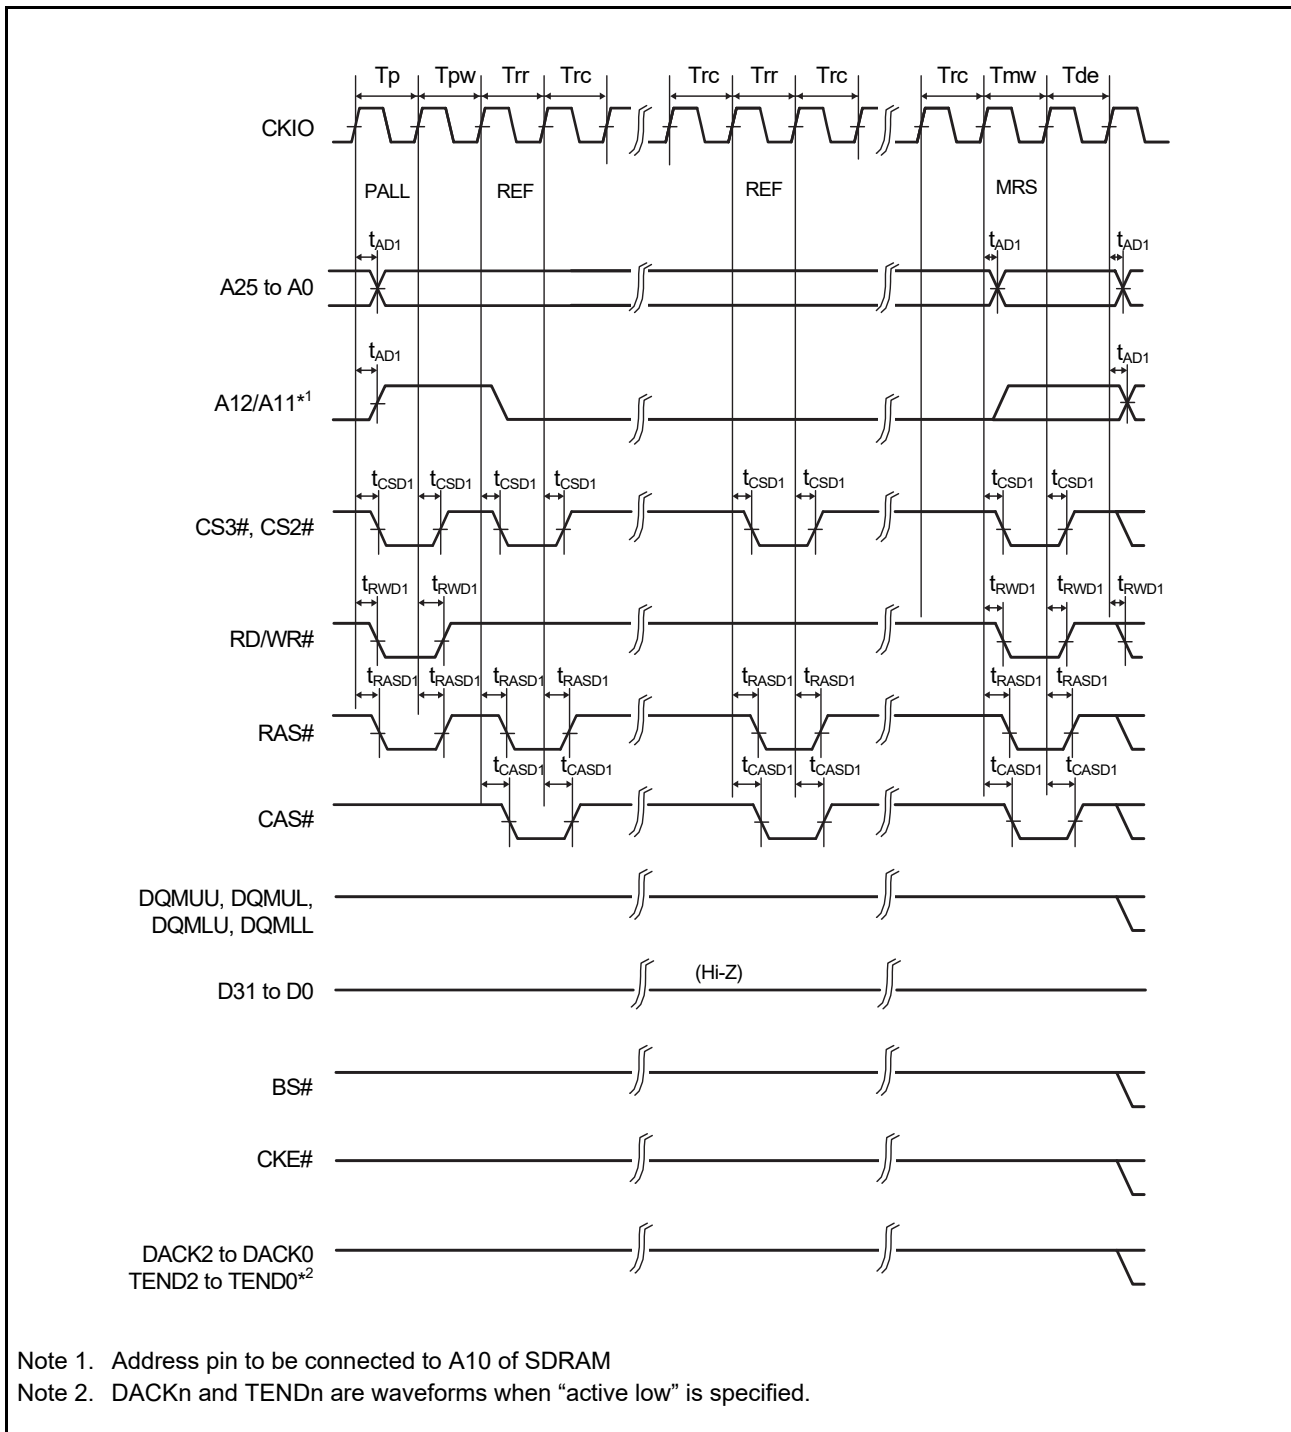 Tp Tpw Trr Trc Trc Trr Trc Trc Tmw Tde
CKIO
PALL REF REF MRS
tAD1 tAD1 tAD1
A25 to A0
tAD1 tAD1
A12/A11*1
tCSD1 tCSD1 tCSD1 tCSD1 tCSD1 tCSD1 tCSD1 tCSD1
CS3#, CS2#
tRWD1 tRWD1 tRWD1 tRWD1 tRWD1
RD/WR#
tRASD1 tRASD1 tRASD1 tRASD1 tRASD1 tRASD1 tRASD1 tRASD1
RAS#
tCASD1 tCASD1 tCASD1 tCASD1 tCASD1 tCASD1
CAS#
DQMUU, DQMUL,
DQMLU, DQMLL
(Hi-Z)
D31 to D0
BS#
CKE#
DACK2 to DACK0
TEND2 to TEND0*2
Note 1. Address pin to be connected to A10 of SDRAM
Note 2. DACKn and TENDn are waveforms when “active low” is specified.